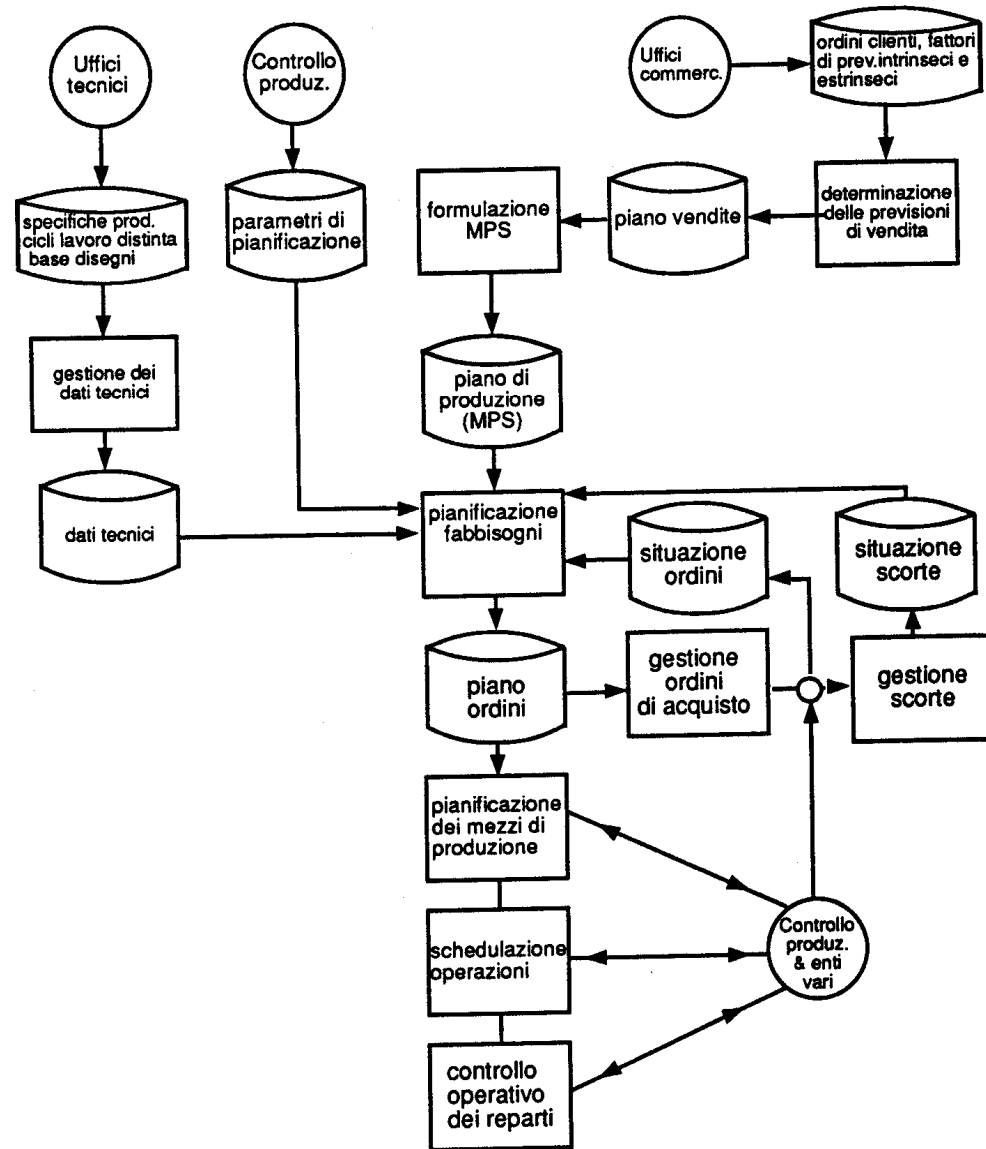 Uffici
tecnici
Controllo
produz.
Uffici
commerc.
ordini clienti, fattori
di prev.intrinseci e
estrinseci
specifiche prod.
cicli lavoro distinta
base disegni
parametri di
pianificazione
formulazione
MPS
piano vendite
determinazione
delle previsioni
di vendita
gestione dei
dati tecnici
piano di
produzione
(MPS)
dati tecnici
pianificazione
fabbisogni
situazione
ordini
situazione
scorte
piano
ordini
gestione
ordini
di acquisto
gestione
scorte
pianificazione
dei mezzi di
produzione
schedulazione
operazioni
Controllo
produz.
& enti
vari
controllo
operativo
dei reparti